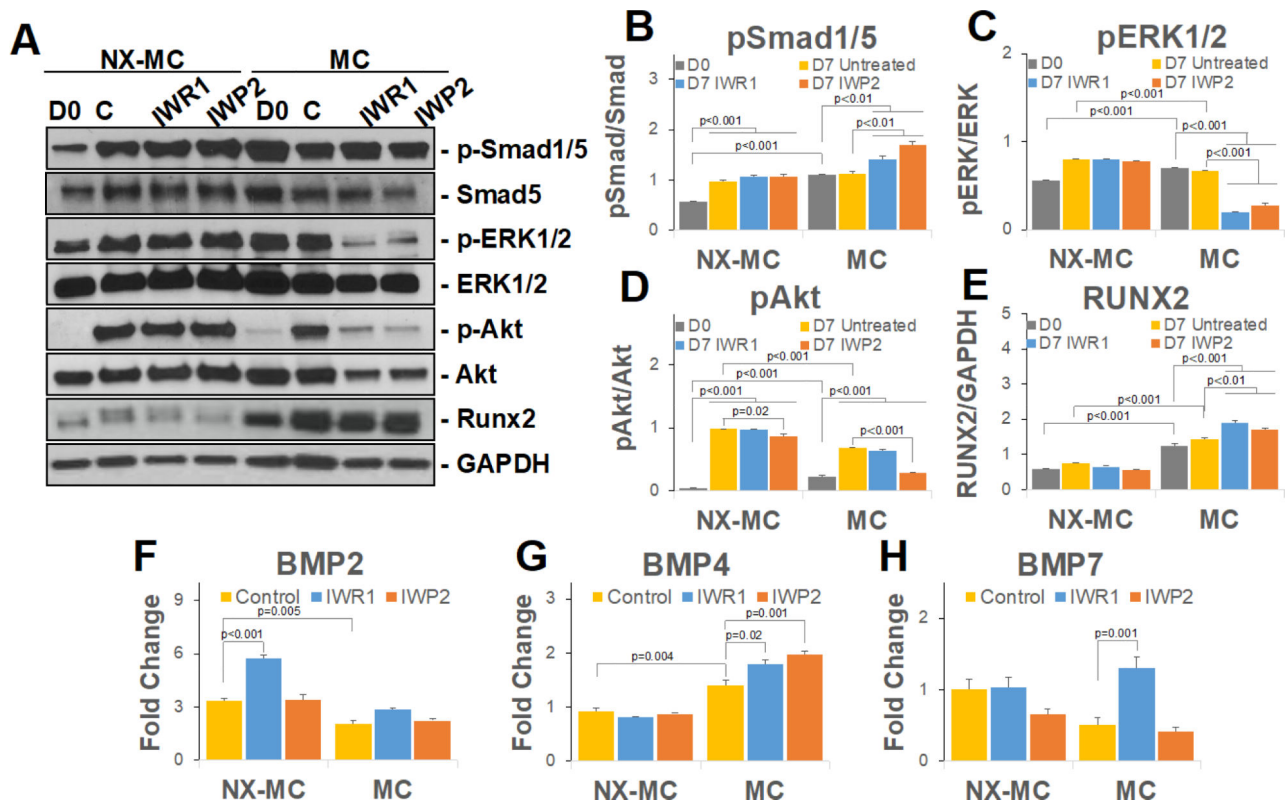 A
NX-MC MC
D0 C IWR1 IWP2 D0 C IWR1 IWP2
- p-Smad1/5
- Smad5
- p-ERK1/2
- ERK1/2
- p-Akt
- Akt
- Runx2
- GAPDH
B
pSmad1/5
D0 D7 Untreated
D7 IWR1 D7 IWP2
pSmad/Smad
3
2
1
0
p<0.01
p<0.001
p<0.01
p<0.001
NX-MC MC
C
pERK1/2
D0 D7 Untreated
D7 IWR1 D7 IWP2
pERK/ERK
2
1
0
p<0.001
p<0.001
p<0.001
p<0.001
NX-MC MC
D
pAkt
D0 D7 Untreated
D7 IWR1 D7 IWP2
pAkt/Akt
2
1
0
p<0.001
p<0.001
p<0.001 p<0.001
p=0.02
p<0.001
NX-MC MC
E
RUNX2
D0 D7 Untreated
D7 IWR1 D7 IWP2
RUNX2/GAPDH
5
4
3
2
1
0
p<0.001
p<0.01
p<0.001
p<0.001
NX-MC MC
F
BMP2
Control IWR1 IWP2
Fold Change
9
6
3
0
p=0.005
p<0.001
NX-MC MC
G
BMP4
Control IWR1 IWP2
Fold Change
3
2
1
0
p=0.001
p=0.02
p=0.004
NX-MC MC
H
BMP7
Control IWR1 IWP2
Fold Change
2
1
0
p=0.001
NX-MC MC